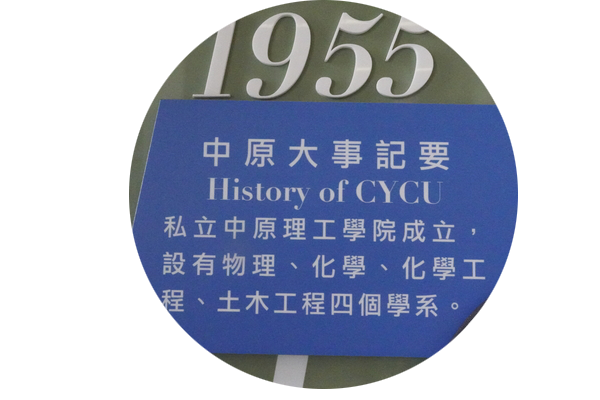 1955
中原大事記要
History of CYCU
私立中原理工學院成立，
設有物理、化學、化學工
程、土木工程四個學系。